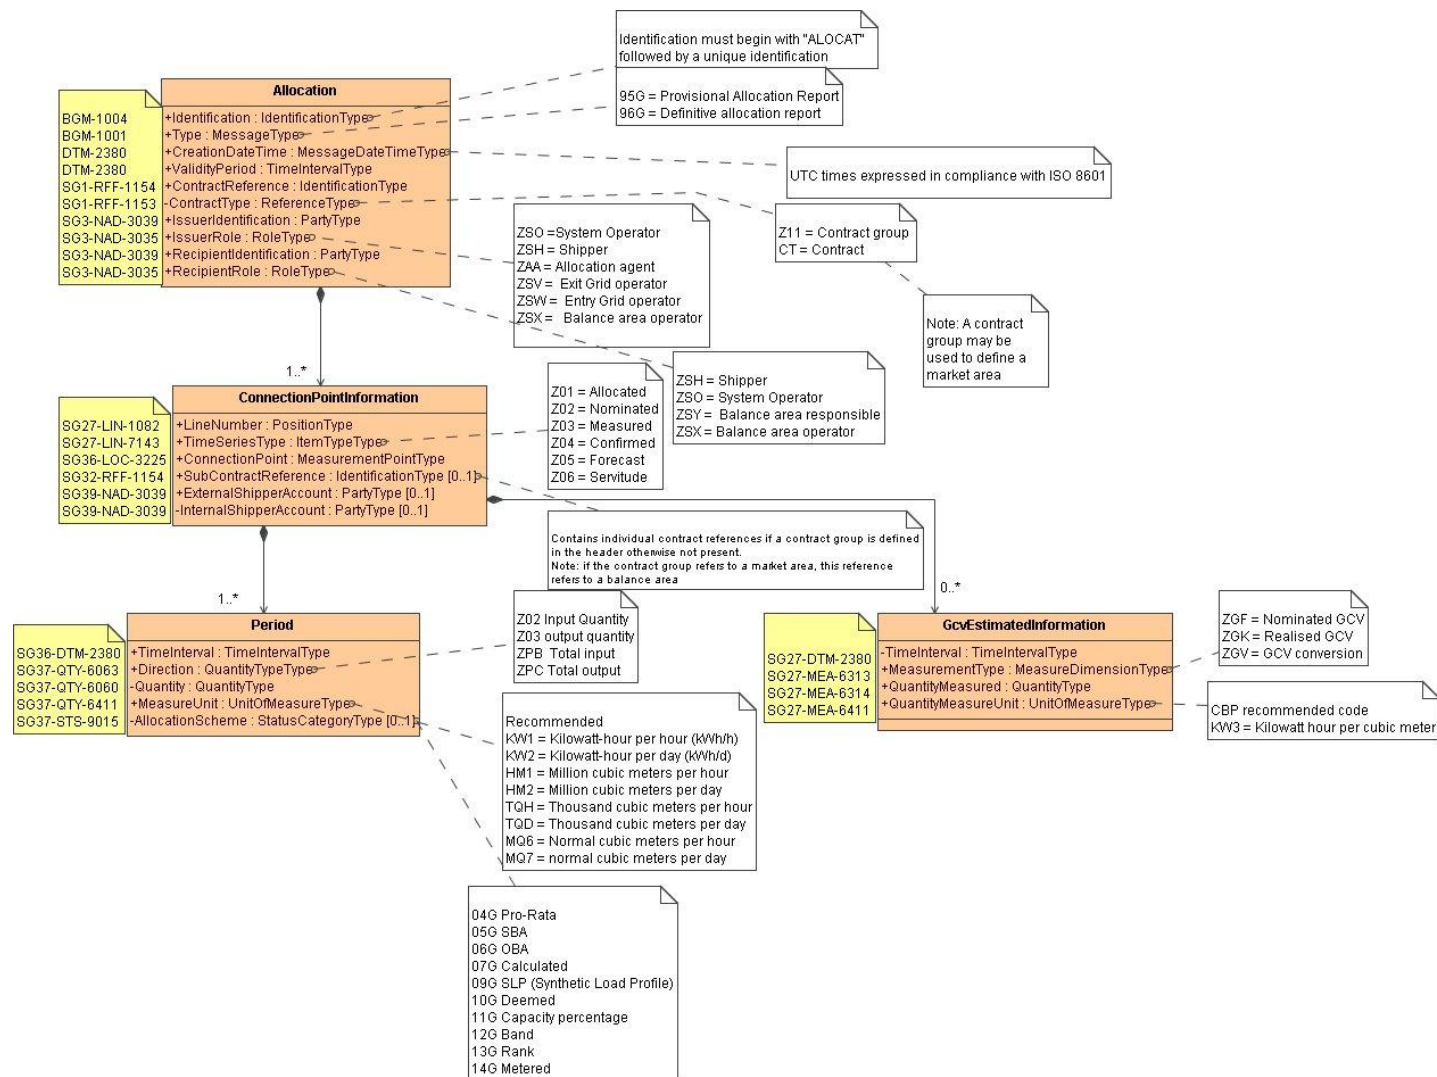 Identification must begin with "ALOCAT"
followed by a unique identification
95G = Provisional Allocation Report
96G = Definitive allocation report
Allocation
BGM-1004
BGM-1001
DTM-2380
DTM-2380
SG1-RFF-1154
SG1-RFF-1153
SG3-NAD-3039
SG3-NAD-3035
SG3-NAD-3039
SG3-NAD-3035
+Identification : IdentificationType
+Type : MessageType
+CreationDateTime : MessageDateTimeType
+ValidityPeriod : TimeIntervalType
+ContractReference : IdentificationType
-ContractType : ReferenceType
+IssuerIdentification : PartyType
+IssuerRole : RoleType
+RecipientIdentification : PartyType
+RecipientRole : RoleType
UTC times expressed in compliance with ISO 8601
ZSO =System Operator
ZSH = Shipper
ZAA = Allocation agent
ZSV = Exit Grid operator
ZSW = Entry Grid operator
ZSX = Balance area operator
Z11 = Contract group
CT = Contract
Note: A contract
group may be
used to define a
market area
1..*
ZSH = Shipper
ZSO = System Operator
ZSY = Balance area responsible
ZSX = Balance area operator
Z01 = Allocated
Z02 = Nominated
Z03 = Measured
Z04 = Confirmed
Z05 = Forecast
Z06 = Servitude
ConnectionPointInformation
SG27-LIN-1082
SG27-LIN-7143
SG36-LOC-3225
SG32-RFF-1154
SG39-NAD-3039
SG39-NAD-3039
+LineNumber : PositionType
+TimeSeriesType : ItemTypeType
+ConnectionPoint : MeasurementPointType
+SubContractReference : IdentificationType [0..1]
+ExternalShipperAccount : PartyType [0..1]
-InternalShipperAccount : PartyType [0..1]
Contains individual contract references if a contract group is defined
in the header otherwise not present.
Note: if the contract group refers to a market area, this reference
refers to a balance area
1..*
0..*
Period
SG36-DTM-2380
SG37-QTY-6063
SG37-QTY-6060
SG37-QTY-6411
SG37-STS-9015
+TimeInterval : TimeIntervalType
+Direction : QuantityTypeType
-Quantity : QuantityType
+MeasureUnit : UnitOfMeasureType
-AllocationScheme : StatusCategoryType [0..1]
Z02 Input Quantity
Z03 output quantity
ZPB Total input
ZPC Total output
GcvEstimatedInformation
SG27-DTM-2380
SG27-MEA-6313
SG27-MEA-6314
SG27-MEA-6411
-TimeInterval : TimeIntervalType
+MeasurementType : MeasureDimensionType
+QuantityMeasured : QuantityType
+QuantityMeasureUnit : UnitOfMeasureType
ZGF = Nominated GCV
ZGK = Realised GCV
ZGV = GCV conversion
CBP recommended code
KW3 = Kilowatt hour per cubic meter
Recommended
KW1 = Kilowatt-hour per hour (kWh/h)
KW2 = Kilowatt-hour per day (kWh/d)
HM1 = Million cubic meters per hour
HM2 = Million cubic meters per day
TQH = Thousand cubic meters per hour
TQD = Thousand cubic meters per day
MQ6 = Normal cubic meters per hour
MQ7 = normal cubic meters per day
04G Pro-Rata
05G SBA
06G OBA
07G Calculated
09G SLP (Synthetic Load Profile)
10G Deemed
11G Capacity percentage
12G Band
13G Rank
14G Metered